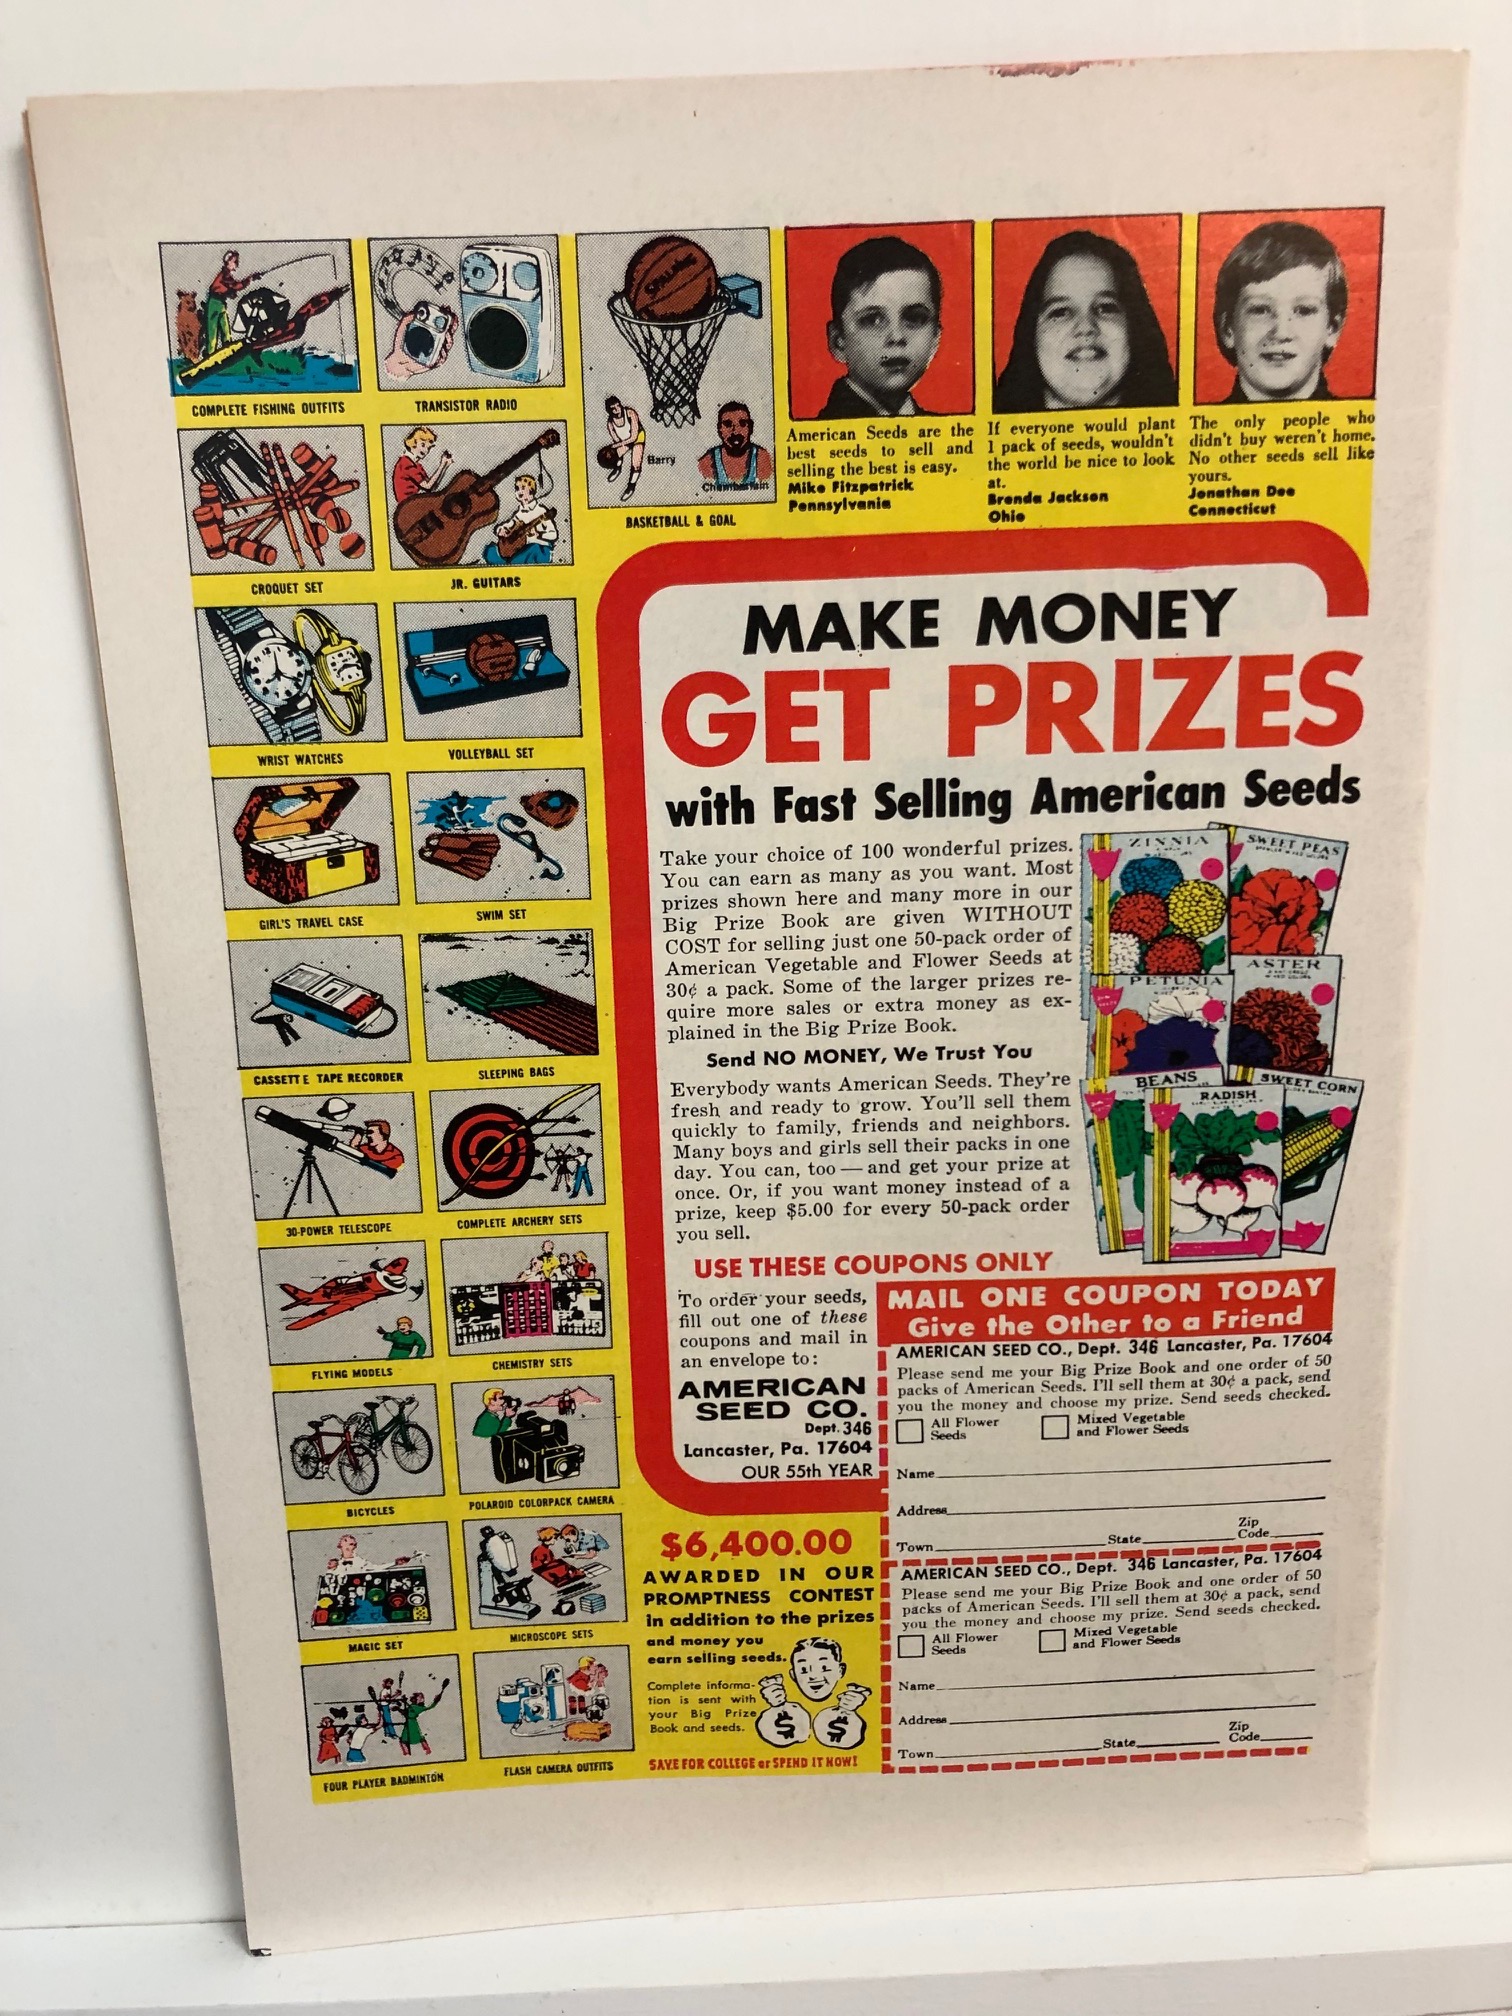 COMPLETE FISHING OUTFITS
TRANSISTOR RADIO
SPALDING
Barry
Chamberlain
BASKETBALL & GOAL
CROQUET SET
JR. GUITARS
WRIST WATCHES
VOLLEYBALL SET
GIRL'S TRAVEL CASE
SWIM SET
CASSETTE TAPE RECORDER
SLEEPING BAGS
30-POWER TELESCOPE
COMPLETE ARCHERY SETS
FLYING MODELS
CHEMISTRY SETS
BICYCLES
POLAROID COLORPACK CAMERA
MAGIC SET
MICROSCOPE SETS
FOUR PLAYER BADMINTON
FLASH CAMERA OUTFITS
American Seeds are the
best seeds to sell and
selling the best is easy.
Mike Fitzpatrick
Pennsylvania
If everyone would plant
1 pack of seeds, wouldn't
the world be nice to look
at.
Brenda Jackson
Ohio
The only people who
didn't buy weren't home.
No other seeds sell like
yours.
Jonathan Dee
Connecticut
MAKE MONEY
GET PRIZES
with Fast Selling American Seeds
Take your choice of 100 wonderful prizes.
You can earn as many as you want. Most
prizes shown here and many more in our
Big Prize Book are given WITHOUT
COST for selling just one 50-pack order of
American Vegetable and Flower Seeds at
30¢ a pack. Some of the larger prizes re-
quire more sales or extra money as ex-
plained in the Big Prize Book.
Send NO MONEY, We Trust You
Everybody wants American Seeds. They're
fresh and ready to grow. You'll sell them
quickly to family, friends and neighbors.
Many boys and girls sell their packs in one
day. You can, too — and get your prize at
once. Or, if you want money instead of a
prize, keep $5.00 for every 50-pack order
you sell.
ZINNIA
SWEET PEAS
PETUNIA
ASTER
BEANS
RADISH
SWEET CORN
USE THESE COUPONS ONLY
To order your seeds,
fill out one of these
coupons and mail in
an envelope to:
AMERICAN
SEED CO.
Dept. 346
Lancaster, Pa. 17604
OUR 55th YEAR
MAIL ONE COUPON TODAY
Give the Other to a Friend
AMERICAN SEED CO., Dept. 346 Lancaster, Pa. 17604
Please send me your Big Prize Book and one order of 50
packs of American Seeds. I'll sell them at 30¢ a pack, send
you the money and choose my prize. Send seeds checked.
All Flower
Seeds
Mixed Vegetable
and Flower Seeds
Name
Address
Town State Zip
Code
AMERICAN SEED CO., Dept. 346 Lancaster, Pa. 17604
Please send me your Big Prize Book and one order of 50
packs of American Seeds. I'll sell them at 30¢ a pack, send
you the money and choose my prize. Send seeds checked.
All Flower
Seeds
Mixed Vegetable
and Flower Seeds
Name
Address
Town State Zip
Code
$6,400.00
AWARDED IN OUR
PROMPTNESS CONTEST
in addition to the prizes
and money you
earn selling seeds.
Complete informa-
tion is sent with
your Big Prize
Book and seeds.
$ $
SAVE FOR COLLEGE or SPEND IT NOW!